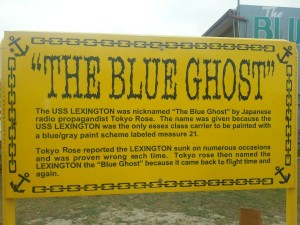 THE
BLUE
"THE BLUE GHOST"
The USS LEXINGTON was nicknamed "The Blue Ghost" by Japanese
radio propagandist Tokyo Rose. The name was given because the
USS LEXINGTON was the only essex class carrier to be painted with
a blue/gray paint scheme labeled measure 21.
Tokyo Rose reported the LEXINGTON sunk on numerous occasions
and was proven wrong each time. Tokyo rose then named the
LEXINGTON the "Blue Ghost" because it came back to flight time and
again.